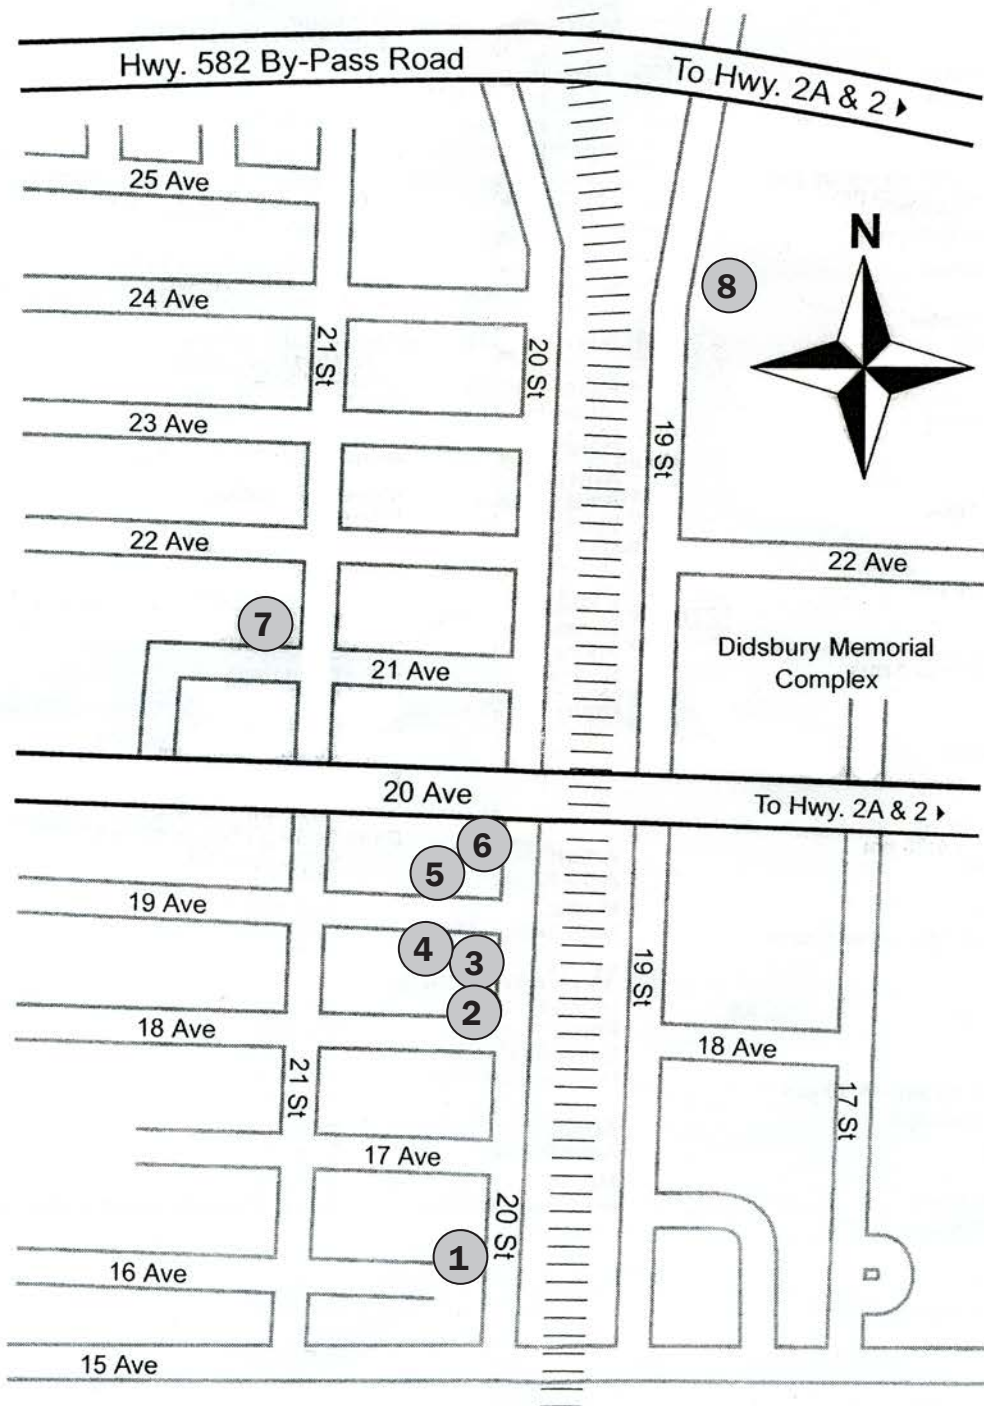 Hwy. 582 By-Pass Road
To Hwy. 2A & 2
25 Ave
N
8
24 Ave
21 St
20 St
23 Ave
19 St
22 Ave
22 Ave
7
Didsbury Memorial
Complex
21 Ave
20 Ave
To Hwy. 2A & 2
6
5
19 Ave
4
3
19 St
2
18 Ave
18 Ave
21 St
17 St
17 Ave
20 St
1
16 Ave
15 Ave